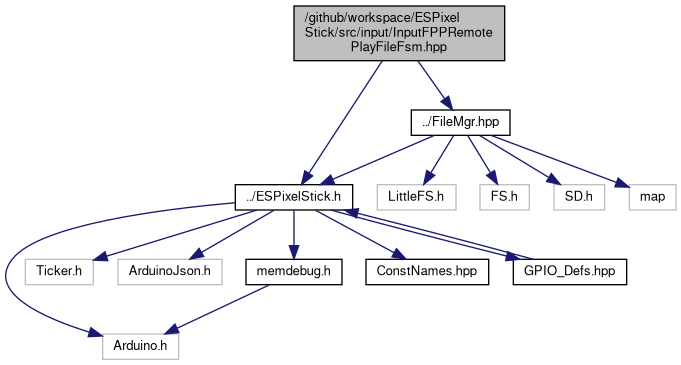 /github/workspace/ESPixel
Stick/src/input/InputFPPRemote
PlayFileFsm.hpp
../FileMgr.hpp
../ESPixelStick.h
LittleFS.h
FS.h
SD.h
map
Ticker.h
ArduinoJson.h
memdebug.h
ConstNames.hpp
GPIO_Defs.hpp
Arduino.h